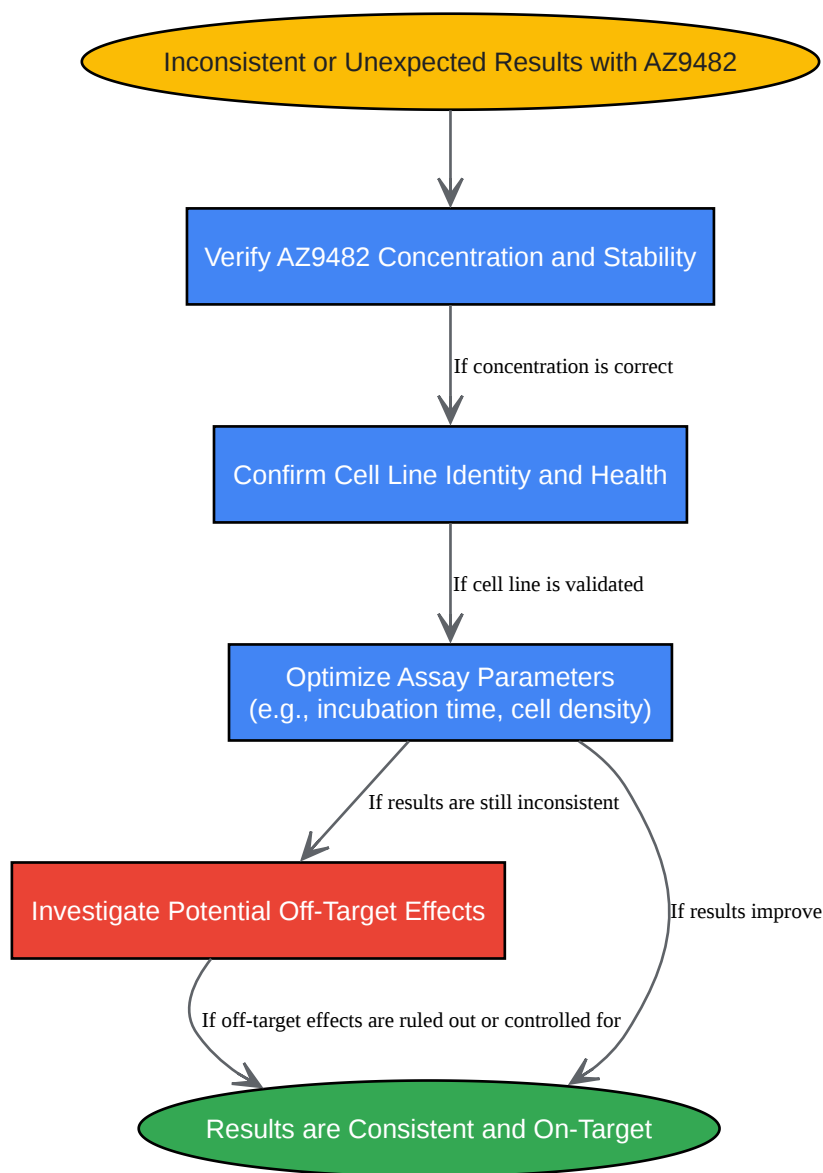 Inconsistent or Unexpected Results with AZ9482
Verify AZ9482 Concentration and Stability
If concentration is correct
Confirm Cell Line Identity and Health
If cell line is validated
Optimize Assay Parameters
(e.g., incubation time, cell density)
If results are still inconsistent
Investigate Potential Off-Target Effects
If results improve
If off-target effects are ruled out or controlled for
Results are Consistent and On-Target